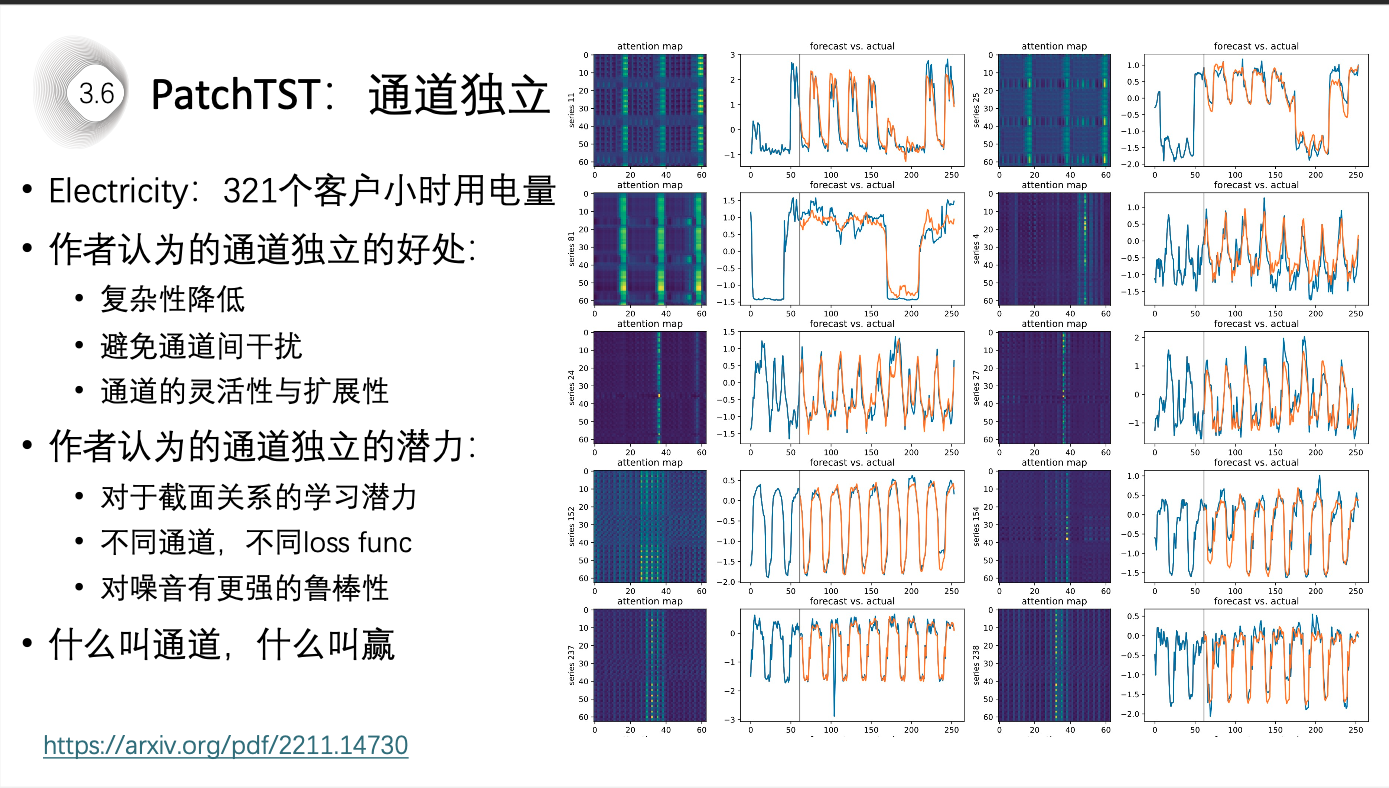 3.6
PatchTST：通道独立
• Electricity：321个客户小时用电量
• 作者认为的通道独立的好处：
• 复杂性降低
• 避免通道间干扰
• 通道的灵活性与扩展性
• 作者认为的通道独立的潜力：
• 对于截面关系的学习潜力
• 不同通道，不同loss func
• 对噪音有更强的鲁棒性
• 什么叫通道，什么叫赢
https://arxiv.org/pdf/2211.14730
attention map
series 11
0
10
20
30
40
50
60
0 20 40 60
forecast vs. actual
3
2
1
0
−1
0 50 100 150 200 250
attention map
series 25
0
10
20
30
40
50
60
0 20 40 60
forecast vs. actual
1.0
0.5
0.0
−0.5
−1.0
−1.5
−2.0
0 50 100 150 200 250
attention map
series 81
0
10
20
30
40
50
60
0 20 40 60
forecast vs. actual
1.5
1.0
0.5
0.0
−0.5
−1.0
−1.5
0 50 100 150 200 250
attention map
series 4
0
10
20
30
40
50
60
0 20 40 60
forecast vs. actual
1.0
0.5
0.0
−0.5
−1.0
−1.5
0 50 100 150 200 250
attention map
series 24
0
10
20
30
40
50
60
0 20 40 60
forecast vs. actual
1.5
1.0
0.5
0.0
−0.5
−1.0
−1.5
0 50 100 150 200 250
attention map
series 27
0
10
20
30
40
50
60
0 20 40 60
forecast vs. actual
2
1
0
−1
0 50 100 150 200 250
attention map
series 152
0
10
20
30
40
50
60
0 20 40 60
forecast vs. actual
0.5
0.0
−0.5
−1.0
−1.5
−2.0
0 50 100 150 200 250
attention map
series 154
0
10
20
30
40
50
60
0 20 40 60
forecast vs. actual
1.0
0.5
0.0
−0.5
−1.0
−1.5
0 50 100 150 200 250
attention map
series 237
0
10
20
30
40
50
60
0 20 40 60
forecast vs. actual
0
−1
−2
−3
0 50 100 150 200 250
attention map
series 238
0
10
20
30
40
50
60
0 20 40 60
forecast vs. actual
0.5
0.0
−0.5
−1.0
−1.5
−2.0
0 50 100 150 200 250